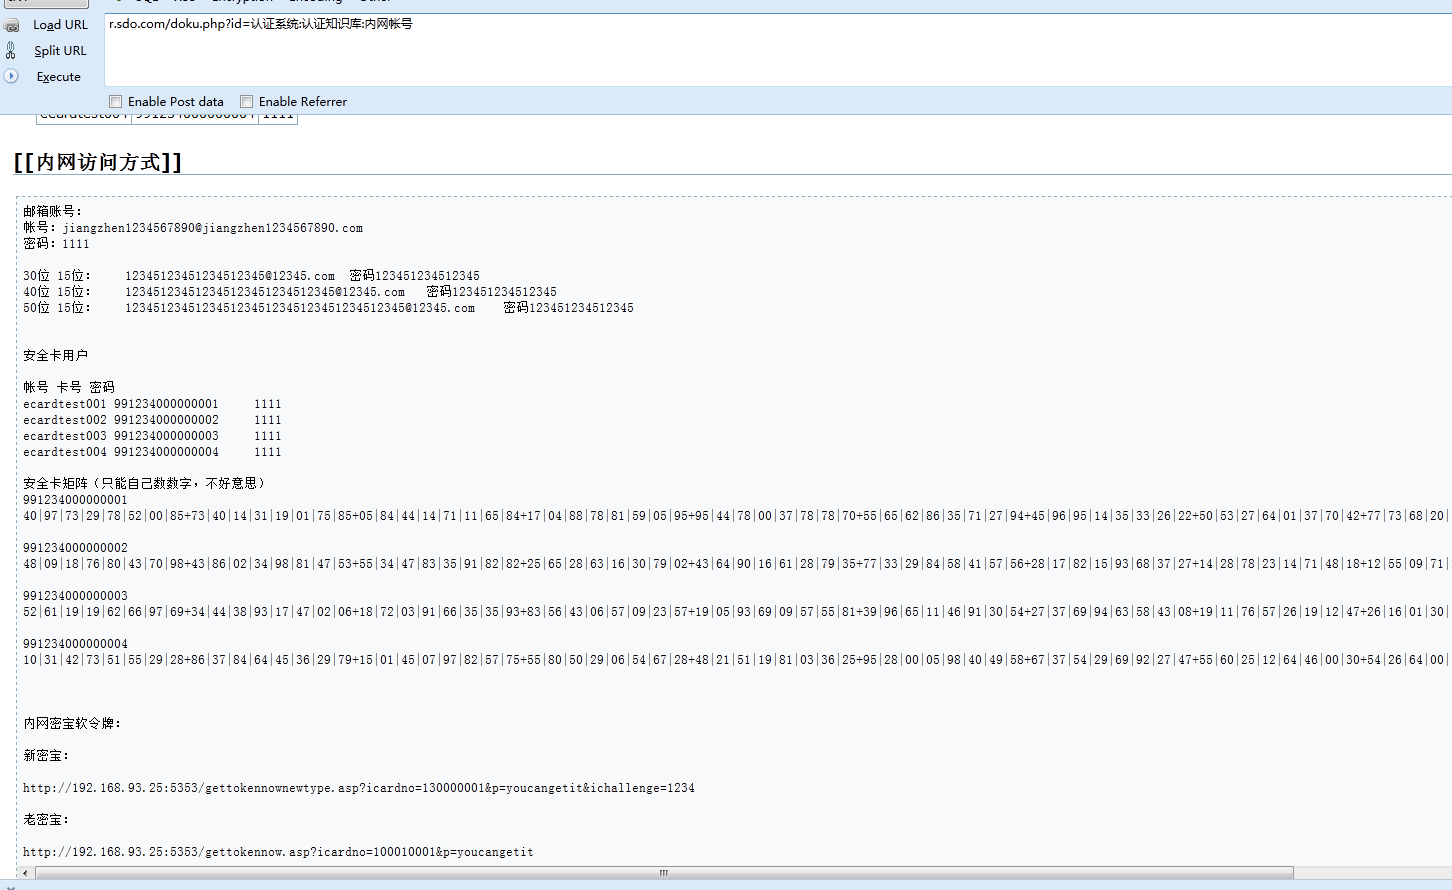 Load URL
r.sdo.com/doku.php?id=认证系统:认证知识库:内网帐号
Split URL
Execute
Enable Post data Enable Referrer
[[内网访问方式]]
邮箱账号：
帐号：jiangzhen1234567890@jiangzhen1234567890.com
密码：1111
30位 15位： 12345123451234512345@12345.com 密码123451234512345
40位 15位： 123451234512345123451234512345@12345.com 密码123451234512345
50位 15位： 1234512345123451234512345123451234512345@12345.com 密码123451234512345
安全卡用户
帐号 卡号 密码
ecardtest001 991234000000001 1111
ecardtest002 991234000000002 1111
ecardtest003 991234000000003 1111
ecardtest004 991234000000004 1111
安全卡矩阵（只能自己数数字，不好意思）
991234000000001
40|97|73|29|78|52|00|85+73|40|14|31|19|01|75|85+05|84|44|14|71|11|65|84+17|04|88|78|81|59|05|95+95|44|78|00|37|78|78|70+55|65|62|86|35|71|27|94+45|96|95|14|35|33|26|22+50|53|27|64|01|37|70|42+77|73|68|20|
991234000000002
48|09|18|76|80|43|70|98+43|86|02|34|98|81|47|53+55|34|47|83|35|91|82|82+25|65|28|63|16|30|79|02+43|64|90|16|61|28|79|35+77|33|29|84|58|41|57|56+28|17|82|15|93|68|37|27+14|28|78|23|14|71|48|18+12|55|09|71|
991234000000003
52|61|19|19|62|66|97|69+34|44|38|93|17|47|02|06+18|72|03|91|66|35|35|93+83|56|43|06|57|09|23|57+19|05|93|69|09|57|55|81+39|96|65|11|46|91|30|54+27|37|69|94|63|58|43|08+19|11|76|57|26|19|12|47+26|16|01|30|
991234000000004
10|31|42|73|51|55|29|28+86|37|84|64|45|36|29|79+15|01|45|07|97|82|57|75+55|80|50|29|06|54|67|28+48|21|51|19|81|03|36|25+95|28|00|05|98|40|49|58+67|37|54|29|69|92|27|47+55|60|25|12|64|46|00|30+54|26|64|00|
内网密宝软令牌：
新密宝：
http://192.168.93.25:5353/gettokennownewtype.asp?icardno=130000001&p=youcangetit&ichallenge=1234
老密宝：
http://192.168.93.25:5353/gettokennow.asp?icardno=100010001&p=youcangetit